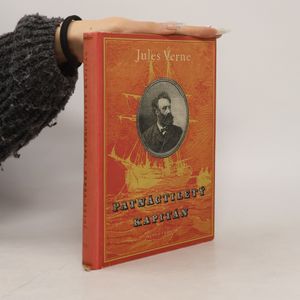 Jules Verne
PATNÁCTILETÝ
KAPITÁN